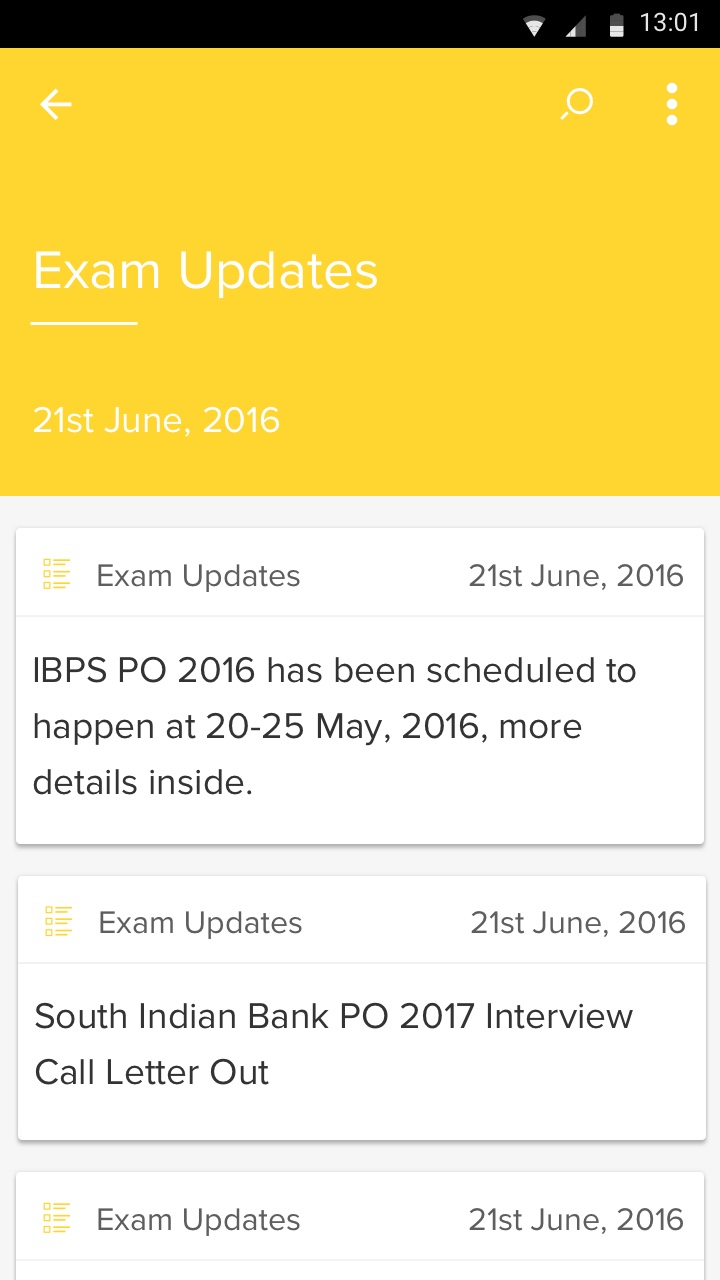 13:01
Exam Updates
21st June, 2016
Exam Updates 21st June, 2016
IBPS PO 2016 has been scheduled to
happen at 20-25 May, 2016, more
details inside.
Exam Updates 21st June, 2016
South Indian Bank PO 2017 Interview
Call Letter Out
Exam Updates 21st June, 2016